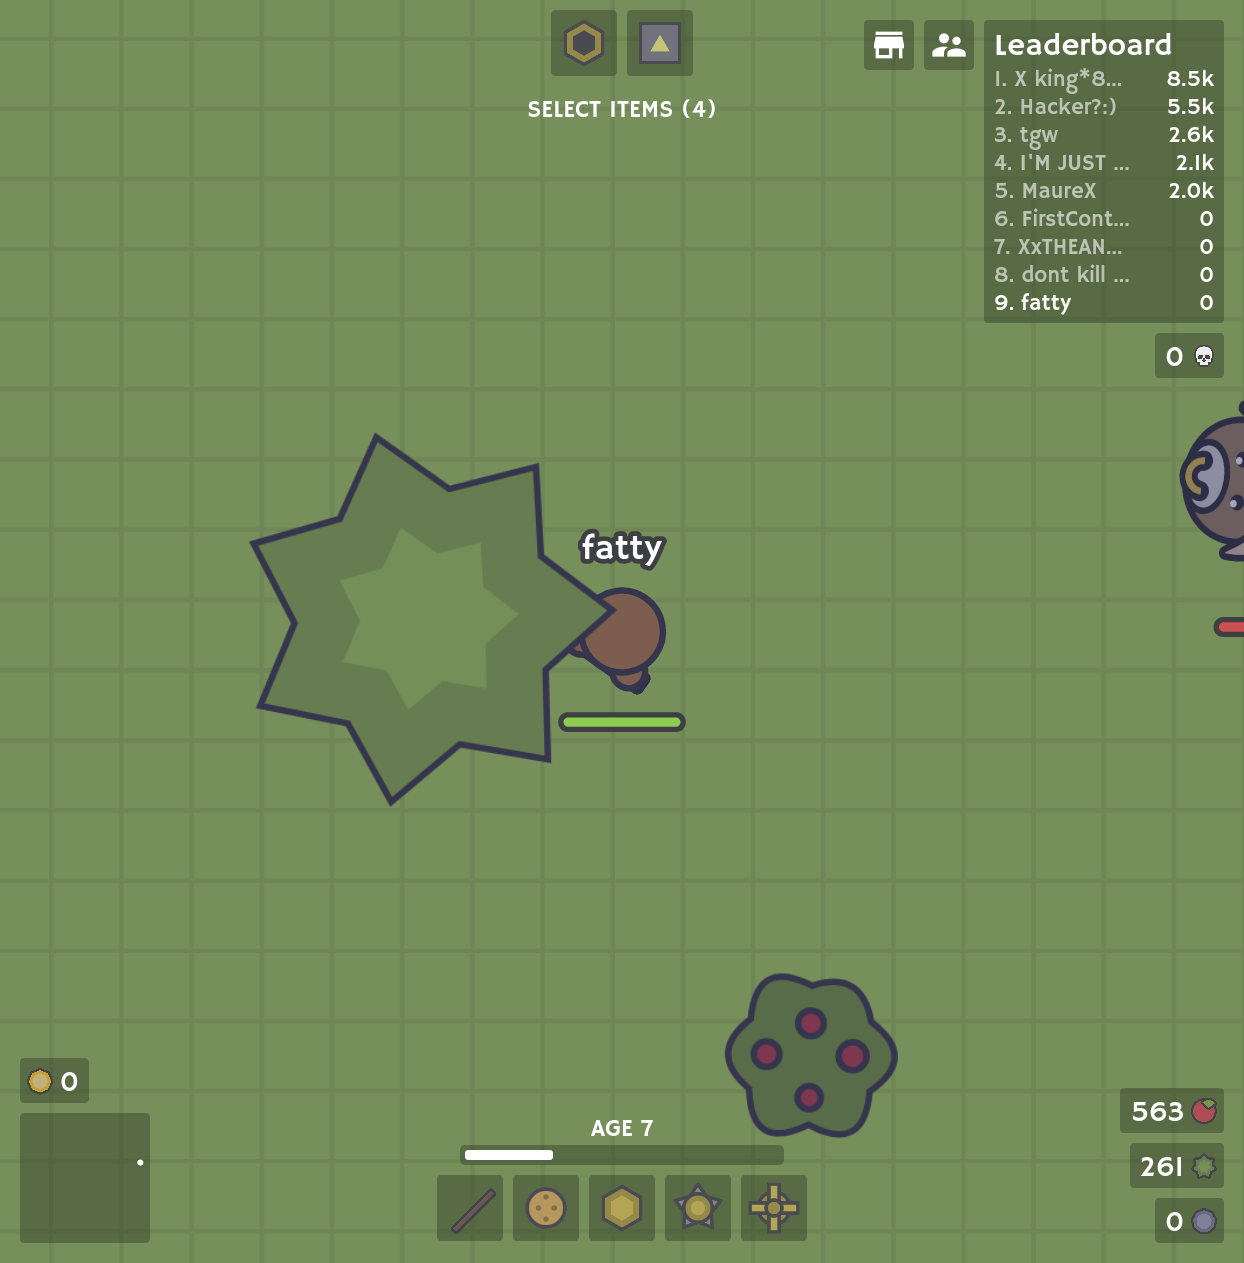 SELECT ITEMS (4)
Leaderboard
1. X king*8... 8.5k
2. Hacker?:) 5.5k
3. tgw 2.6k
4. I'M JUST ... 2.1k
5. MaureX 2.0k
6. FirstCont... 0
7. XxTHEAN... 0
8. dont kill ... 0
9. fatty 0
0
fatty
0
563
AGE 7
261
0